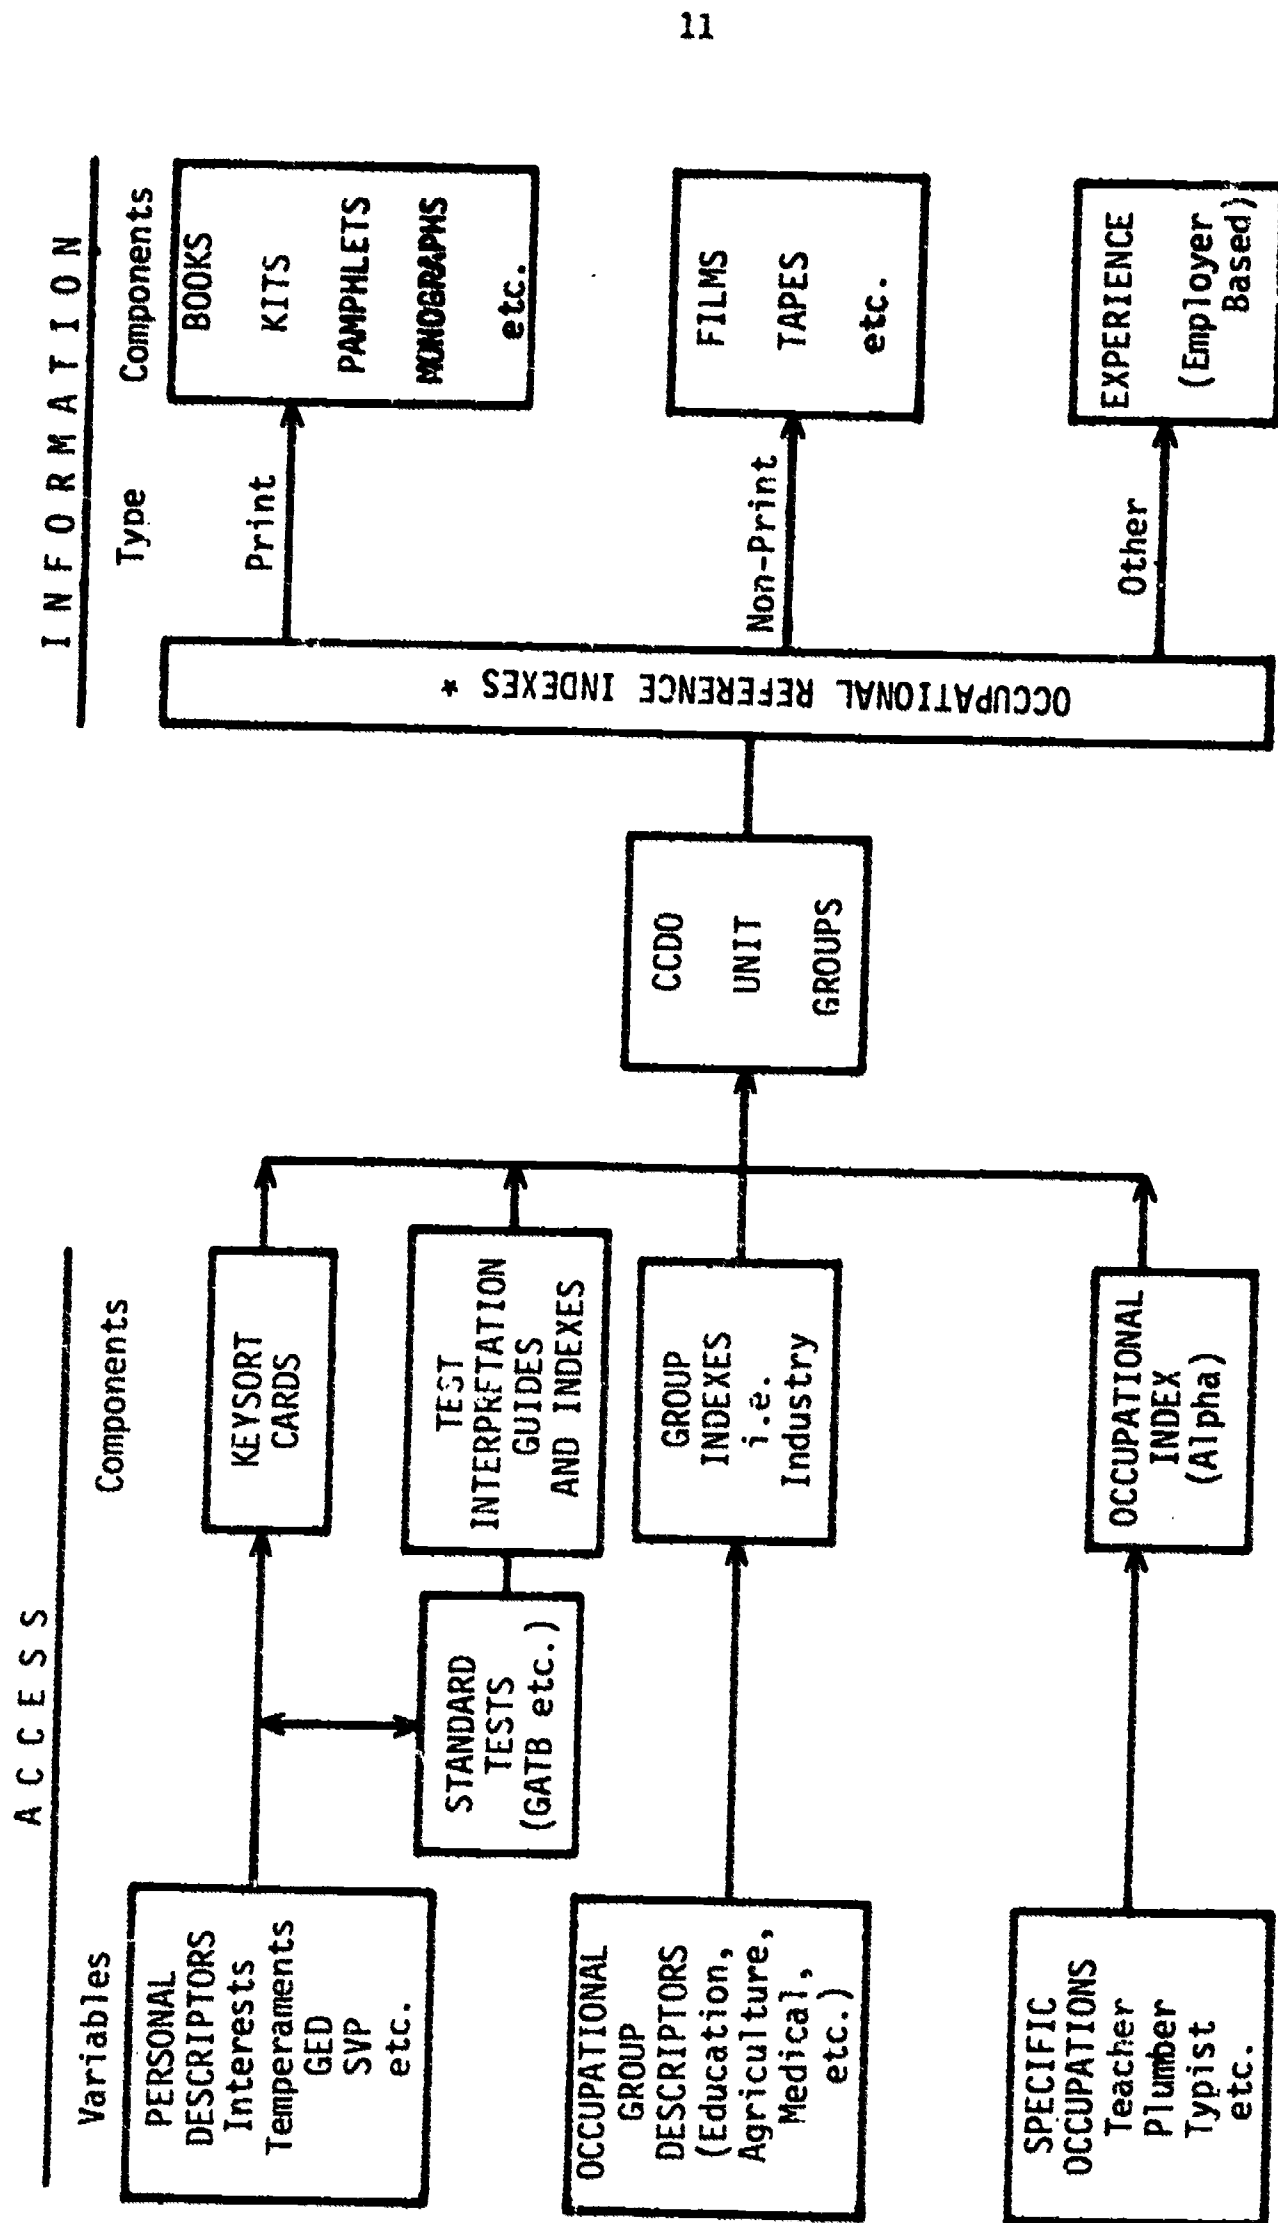 11
A C C E S S
I N F O R M A T I O N
Variables
Components
Type
Components
PERSONAL
DESCRIPTORS
Interests
Temperaments
GED
SVP
etc.
STANDARD
TESTS
(GATB etc.)
KEYSORT
CARDS
TEST
INTERPRETATION
GUIDES
AND INDEXES
OCCUPATIONAL
GROUP
DESCRIPTORS
(Education,
Agriculture,
Medical,
etc.)
GROUP
INDEXES
i.e.
Industry
SPECIFIC
OCCUPATIONS
Teacher
Plumber
Typist
etc.
OCCUPATIONAL
INDEX
(Alpha)
CCDO
UNIT
GROUPS
OCCUPATIONAL REFERENCE INDEXES *
Print
BOOKS
KITS
PAMPHLETS
MONOGRAPHS
etc.
Non-Print
FILMS
TAPES
etc.
Other
EXPERIENCE
(Employer
Based)